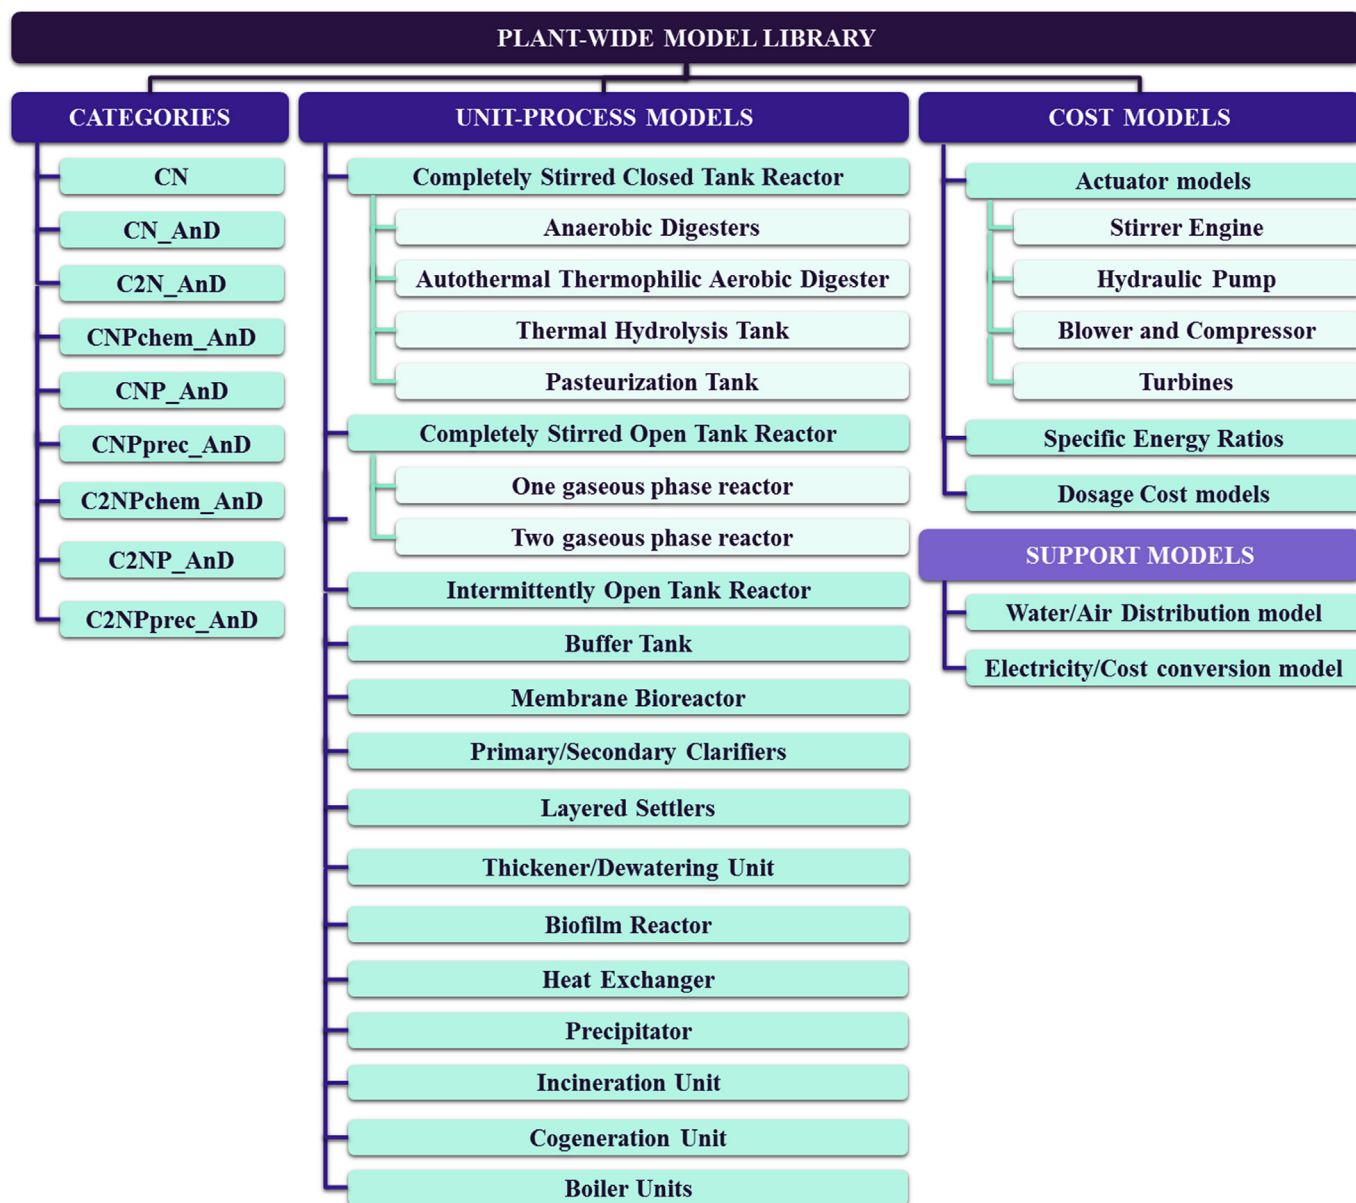 PLANT-WIDE MODEL LIBRARY
CATEGORIES
CN
CN_AnD
C2N_AnD
CNPchem_AnD
CNP_AnD
CNPprec_AnD
C2NPchem_AnD
C2NP_AnD
C2NPprec_AnD
UNIT-PROCESS MODELS
Completely Stirred Closed Tank Reactor
Anaerobic Digesters
Autothermal Thermophilic Aerobic Digester
Thermal Hydrolysis Tank
Pasteurization Tank
Completely Stirred Open Tank Reactor
One gaseous phase reactor
Two gaseous phase reactor
Intermittently Open Tank Reactor
Buffer Tank
Membrane Bioreactor
Primary/Secondary Clarifiers
Layered Settlers
Thickener/Dewatering Unit
Biofilm Reactor
Heat Exchanger
Precipitator
Incineration Unit
Cogeneration Unit
Boiler Units
COST MODELS
Actuator models
Stirrer Engine
Hydraulic Pump
Blower and Compressor
Turbines
Specific Energy Ratios
Dosage Cost models
SUPPORT MODELS
Water/Air Distribution model
Electricity/Cost conversion model